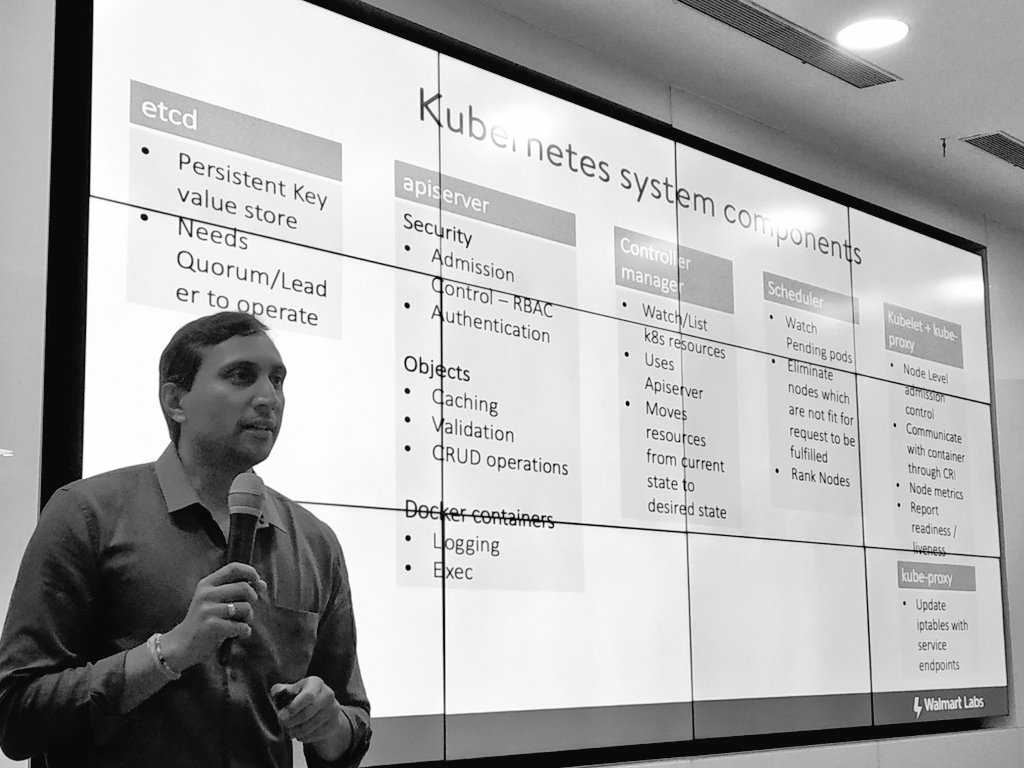 Kubernetes system components
etcd
• Persistent Key
value store
• Needs
Quorum/Lead
er to operate
apiserver
Security
• Admission
Control – RBAC
• Authentication
Objects
• Caching
• Validation
• CRUD operations
Docker containers
• Logging
• Exec
Controller
manager
• Watch/List
k8s resources
• Uses
Apiserver
• Moves
resources
from current
state to
desired state
Scheduler
• Watch
Pending pods
• Eliminate
nodes which
are not fit for
request to be
fulfilled
• Rank Nodes
Kubelet + kube-
proxy
• Node Level
admission
control
• Communicate
with container
through CRI
• Node metrics
• Report
readiness /
liveness
kube-proxy
• Update
iptables with
service
endpoints
Walmart Labs